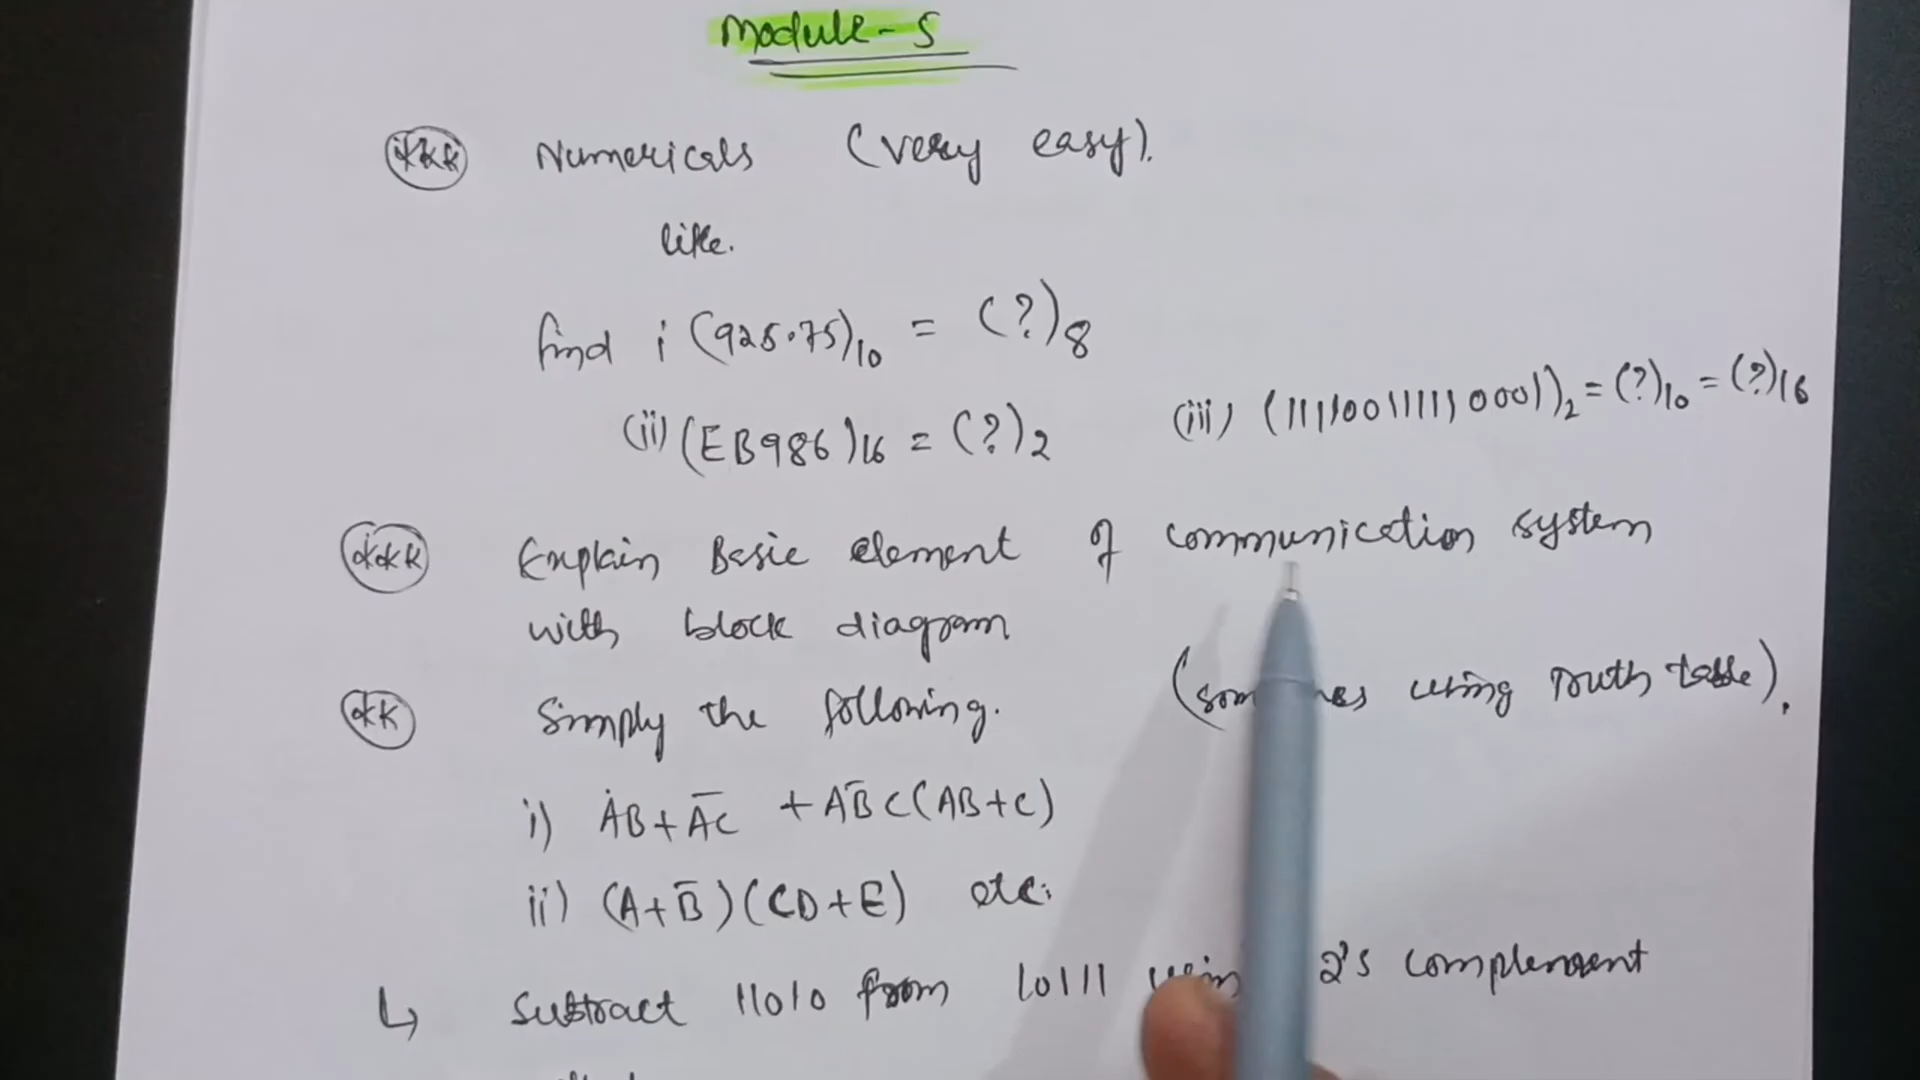 Module - 5
*** Numericals (very easy).
like.
find i (925.75)10 = (?)8
(ii) (EB986)16 = (?)2
(iii) (111100111110001)2 = (?)10 = (?)16
*** Explain Basic element of communication system
with block diagram
** Simply the following. (using Truth table).
i) AB + A̅C̅ + AB̅C(AB+C)
ii) (A+B̅)(CD+E) etc.
↳ Subtract 11010 from 10111 2's complement